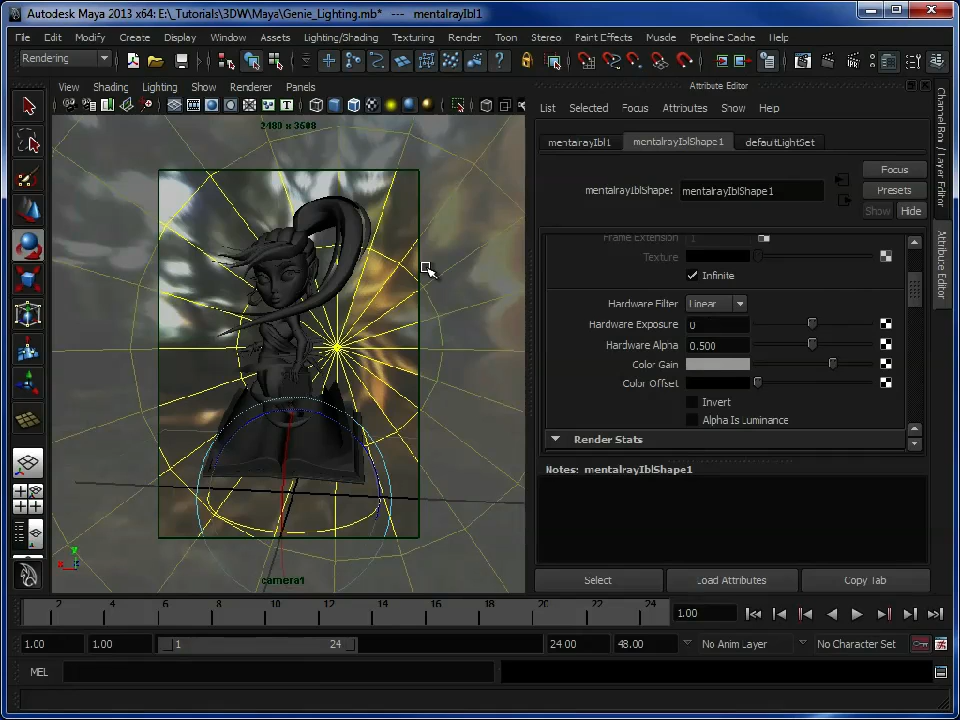 Autodesk Maya 2013 x64: E:\_Tutorials\3DW\Maya\Genie_Lighting.mb* --- mentalrayIbl1
File Edit Modify Create Display Window Assets Lighting/Shading Texturing Render Toon Stereo Paint Effects Muscle Pipeline Cache Help
Rendering
View Shading Lighting Show Renderer Panels
Attribute Editor
List Selected Focus Attributes Show Help
2480 x 3508
mentalrayIbl1 mentalrayIblShape1 defaultLightSet
Focus
mentalrayIblShape: mentalrayIblShape1
Presets
Show Hide
Frame Extension 1
Texture
Infinite
Hardware Filter Linear
Hardware Exposure 0
Hardware Alpha 0.500
Color Gain
Color Offset
Invert
Alpha Is Luminance
Render Stats
Notes: mentalrayIblShape1
Select Load Attributes Copy Tab
camera1
Channel Box / Layer Editor
Attribute Editor
2 4 6 8 10 12 14 16 18 20 22 24 1.00
1.00 1.00 1 24 24.00 48.00 No Anim Layer No Character Set
MEL